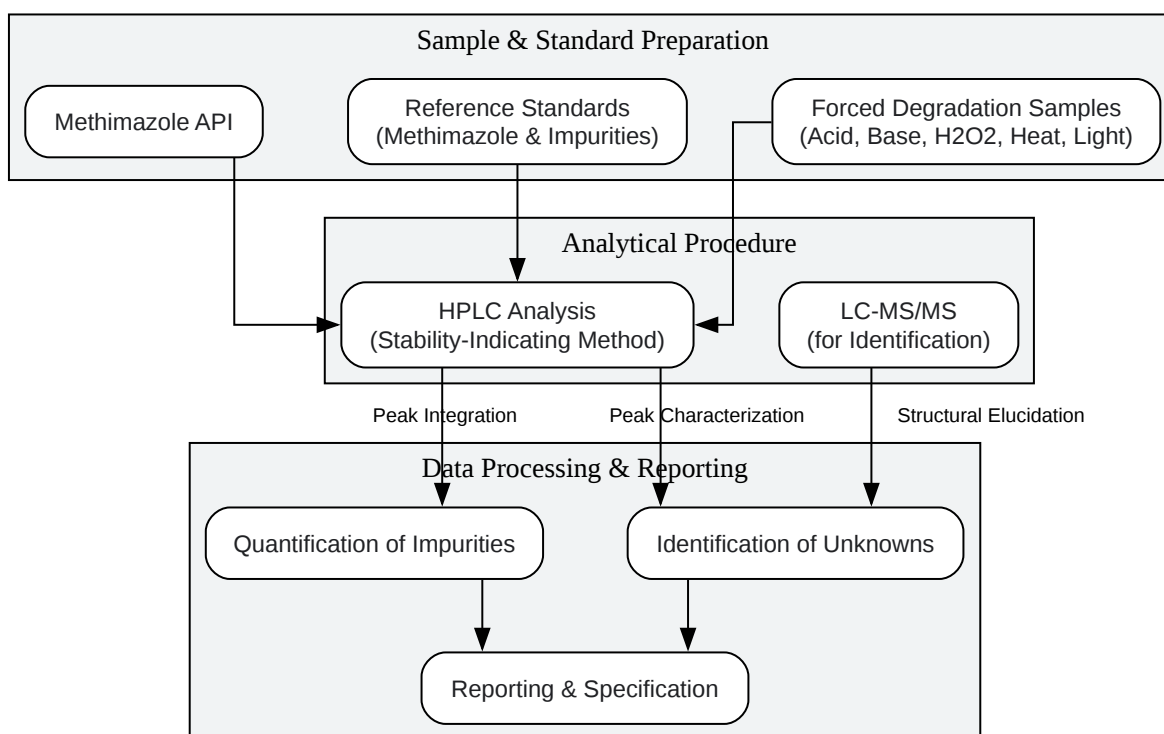 Sample & Standard Preparation
Methimazole API
Reference Standards
(Methimazole & Impurities)
Forced Degradation Samples
(Acid, Base, H2O2, Heat, Light)
Analytical Procedure
HPLC Analysis
(Stability-Indicating Method)
LC-MS/MS
(for Identification)
Peak Integration
Peak Characterization
Structural Elucidation
Data Processing & Reporting
Quantification of Impurities
Identification of Unknowns
Reporting & Specification